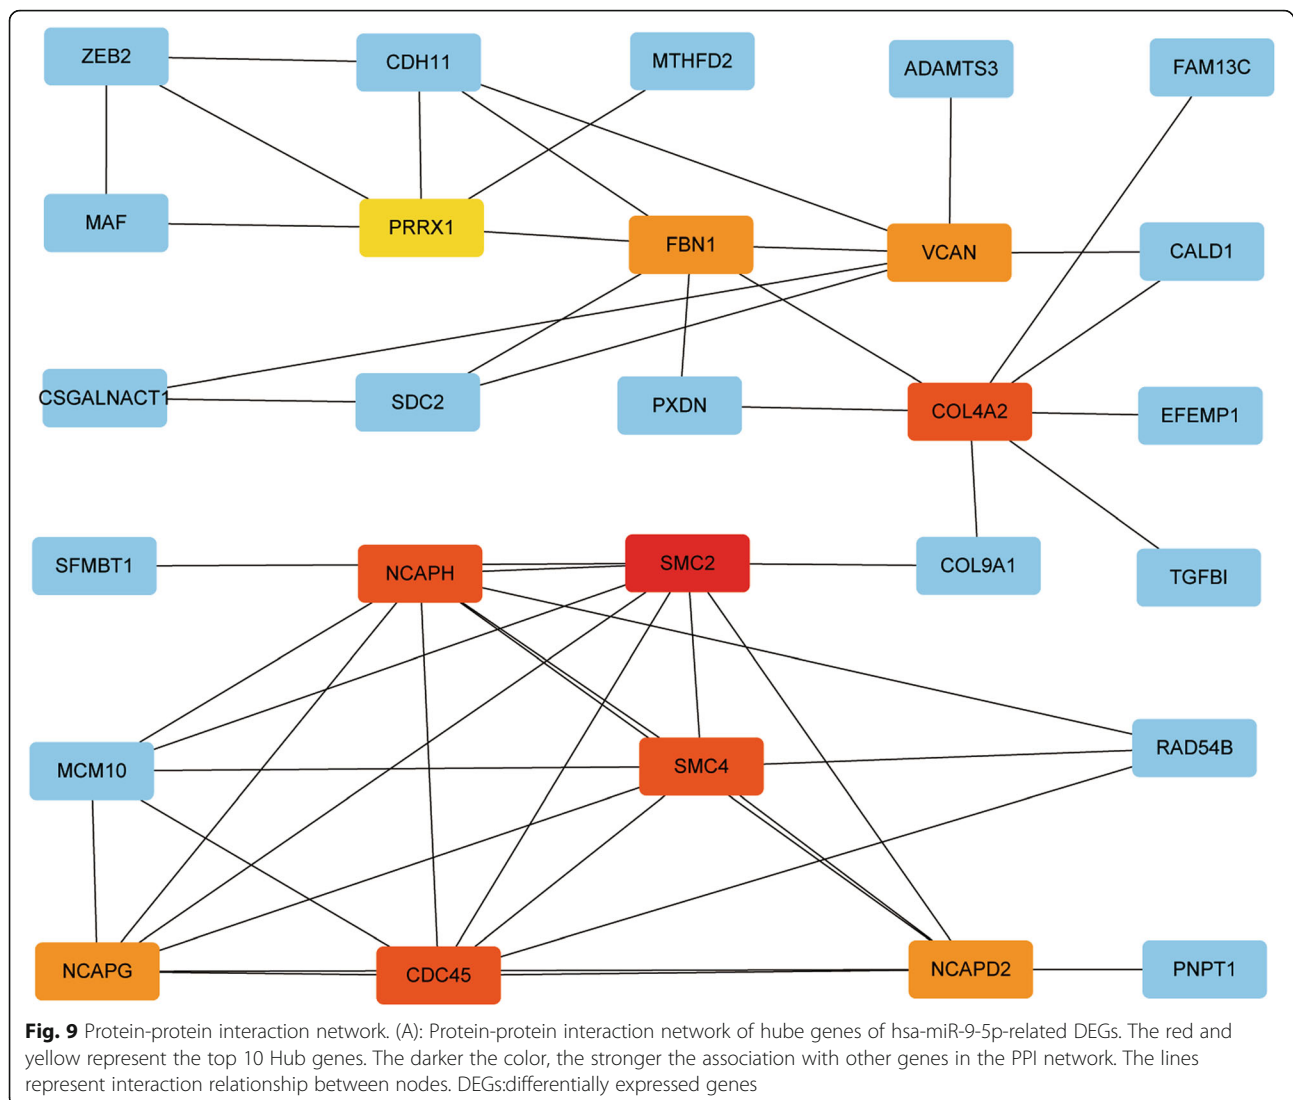 ZEB2
CDH11
MTHFD2
ADAMTS3
FAM13C
MAF
PRRX1
FBN1
VCAN
CALD1
CSGALNACT1
SDC2
PXDN
COL4A2
EFEMP1
SFMBT1
NCAPH
SMC2
COL9A1
TGFBI
MCM10
SMC4
RAD54B
NCAPG
CDC45
NCAPD2
PNPT1
Fig. 9 Protein-protein interaction network. (A): Protein-protein interaction network of hube genes of hsa-miR-9-5p-related DEGs. The red and
yellow represent the top 10 Hub genes. The darker the color, the stronger the association with other genes in the PPI network. The lines
represent interaction relationship between nodes. DEGs:differentially expressed genes